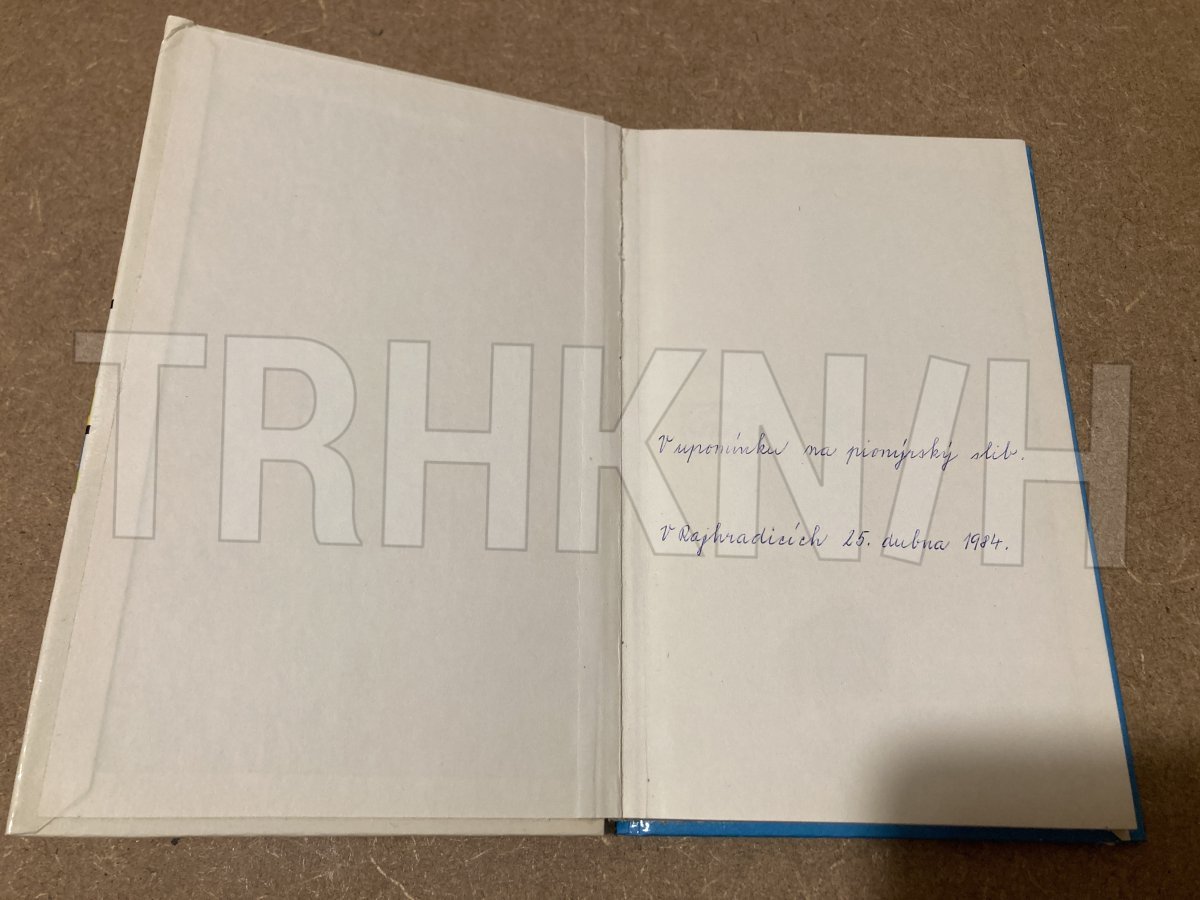 TRHKNIH
V upomínku na pionýrský slib.
V Rajhradicích 25. dubna 1984.